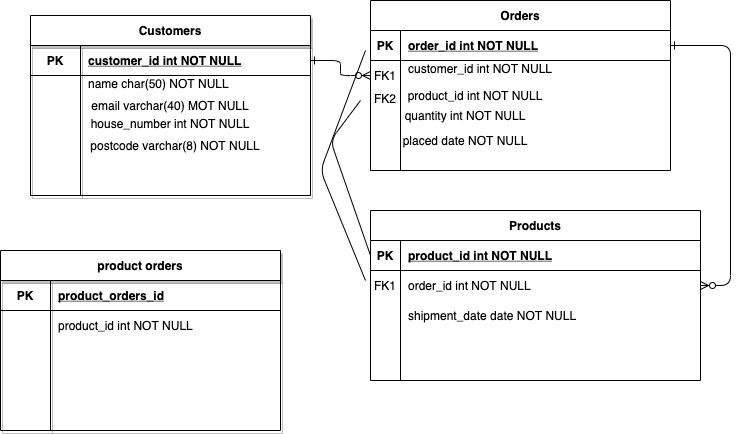 Customers
PK customer_id int NOT NULL
name char(50) NOT NULL
email varchar(40) MOT NULL
house_number int NOT NULL
postcode varchar(8) NOT NULL
Orders
PK order_id int NOT NULL
FK1 customer_id int NOT NULL
FK2 product_id int NOT NULL
quantity int NOT NULL
placed date NOT NULL
Products
PK product_id int NOT NULL
FK1 order_id int NOT NULL
shipment_date date NOT NULL
product orders
PK product_orders_id
product_id int NOT NULL